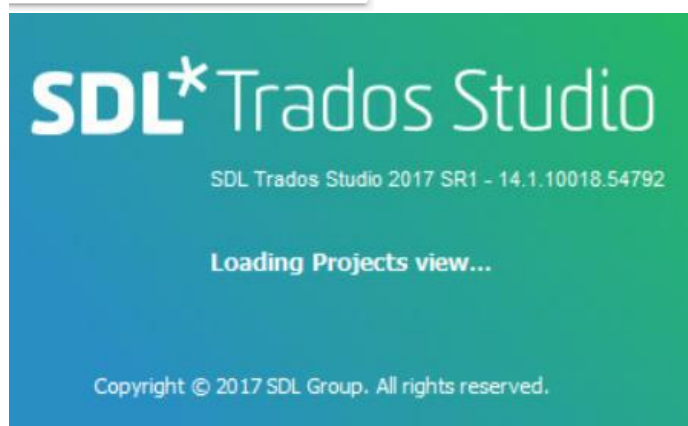 SDL* Trados Studio
SDL Trados Studio 2017 SR1 - 14.1.10018.54792
Loading Projects view...
Copyright © 2017 SDL Group. All rights reserved.